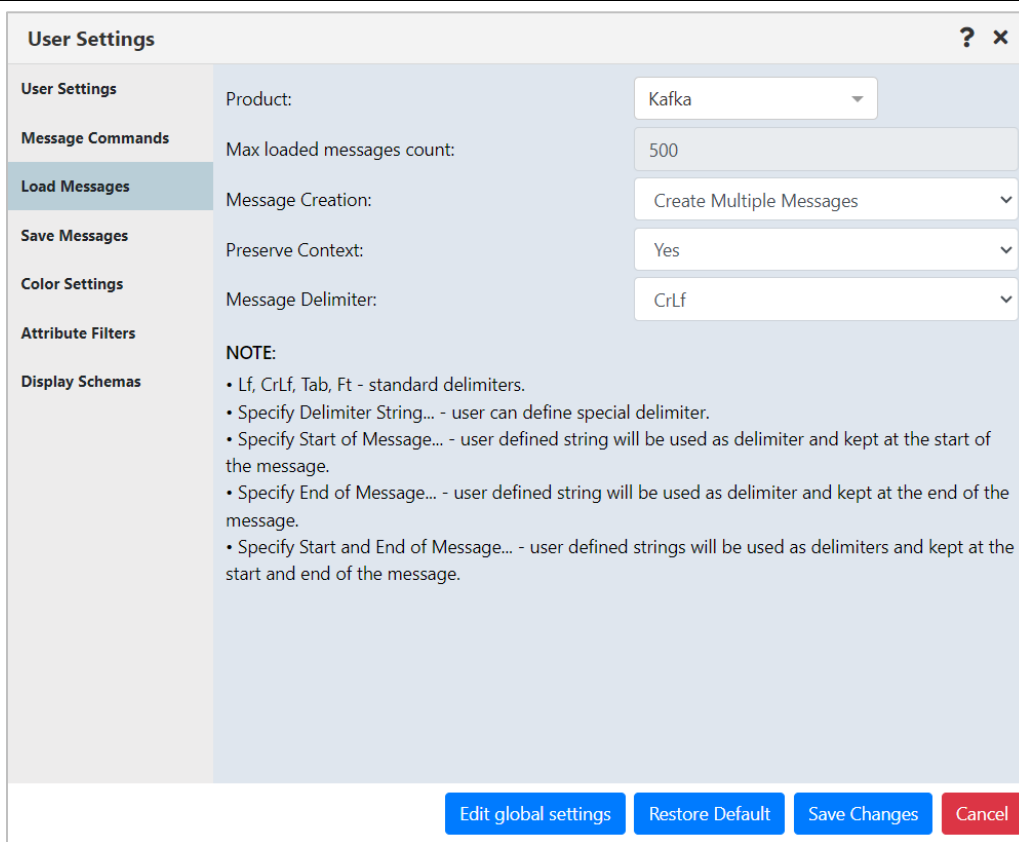 User Settings
? ×
User Settings
Message Commands
Load Messages
Save Messages
Color Settings
Attribute Filters
Display Schemas
Product:
Kafka
Max loaded messages count:
500
Message Creation:
Create Multiple Messages
Preserve Context:
Yes
Message Delimiter:
CrLf
NOTE:
• Lf, CrLf, Tab, Ft - standard delimiters.
• Specify Delimiter String... - user can define special delimiter.
• Specify Start of Message... - user defined string will be used as delimiter and kept at the start of
the message.
• Specify End of Message... - user defined string will be used as delimiter and kept at the end of the
message.
• Specify Start and End of Message... - user defined strings will be used as delimiters and kept at the
start and end of the message.
Edit global settings
Restore Default
Save Changes
Cancel